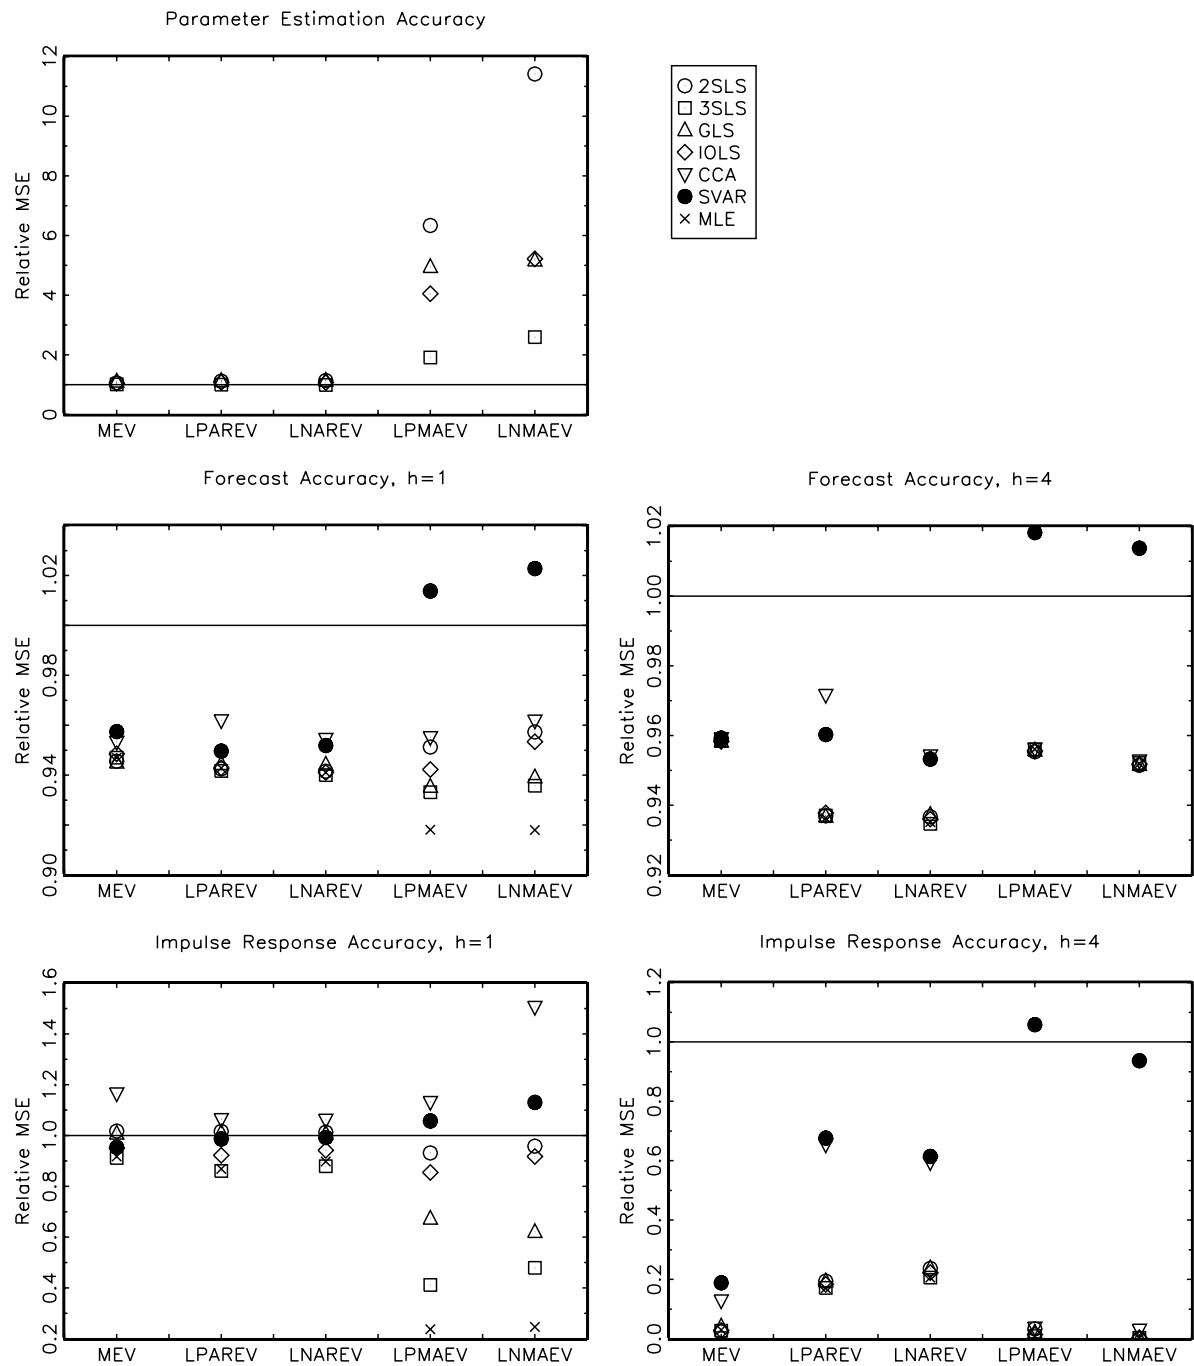 Parameter Estimation Accuracy
Relative MSE
12
10
8
6
4
2
0
MEV LPAREV LNAREV LPMAEV LNMAEV
2SLS
3SLS
GLS
IOLS
CCA
SVAR
MLE
Forecast Accuracy, h=1
Relative MSE
1.02
0.98
0.94
0.90
MEV LPAREV LNAREV LPMAEV LNMAEV
Forecast Accuracy, h=4
Relative MSE
1.02
1.00
0.98
0.96
0.94
0.92
MEV LPAREV LNAREV LPMAEV LNMAEV
Impulse Response Accuracy, h=1
Relative MSE
1.6
1.4
1.2
1.0
0.8
0.6
0.4
0.2
MEV LPAREV LNAREV LPMAEV LNMAEV
Impulse Response Accuracy, h=4
Relative MSE
1.2
1.0
0.8
0.6
0.4
0.2
0.0
MEV LPAREV LNAREV LPMAEV LNMAEV